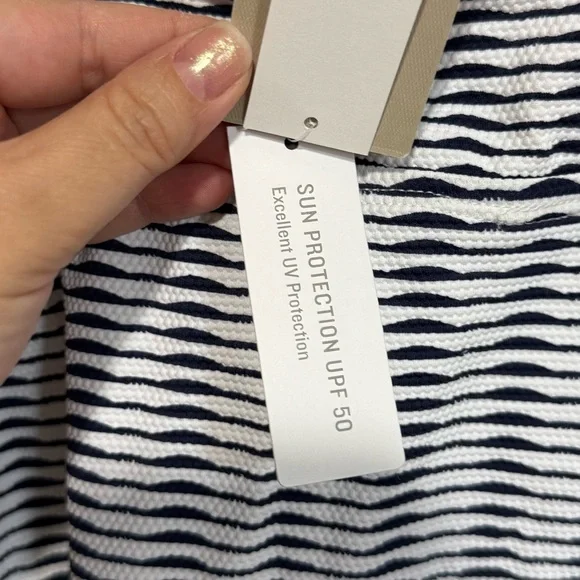 SUN PROTECTION UPF 50
Excellent UV Protection